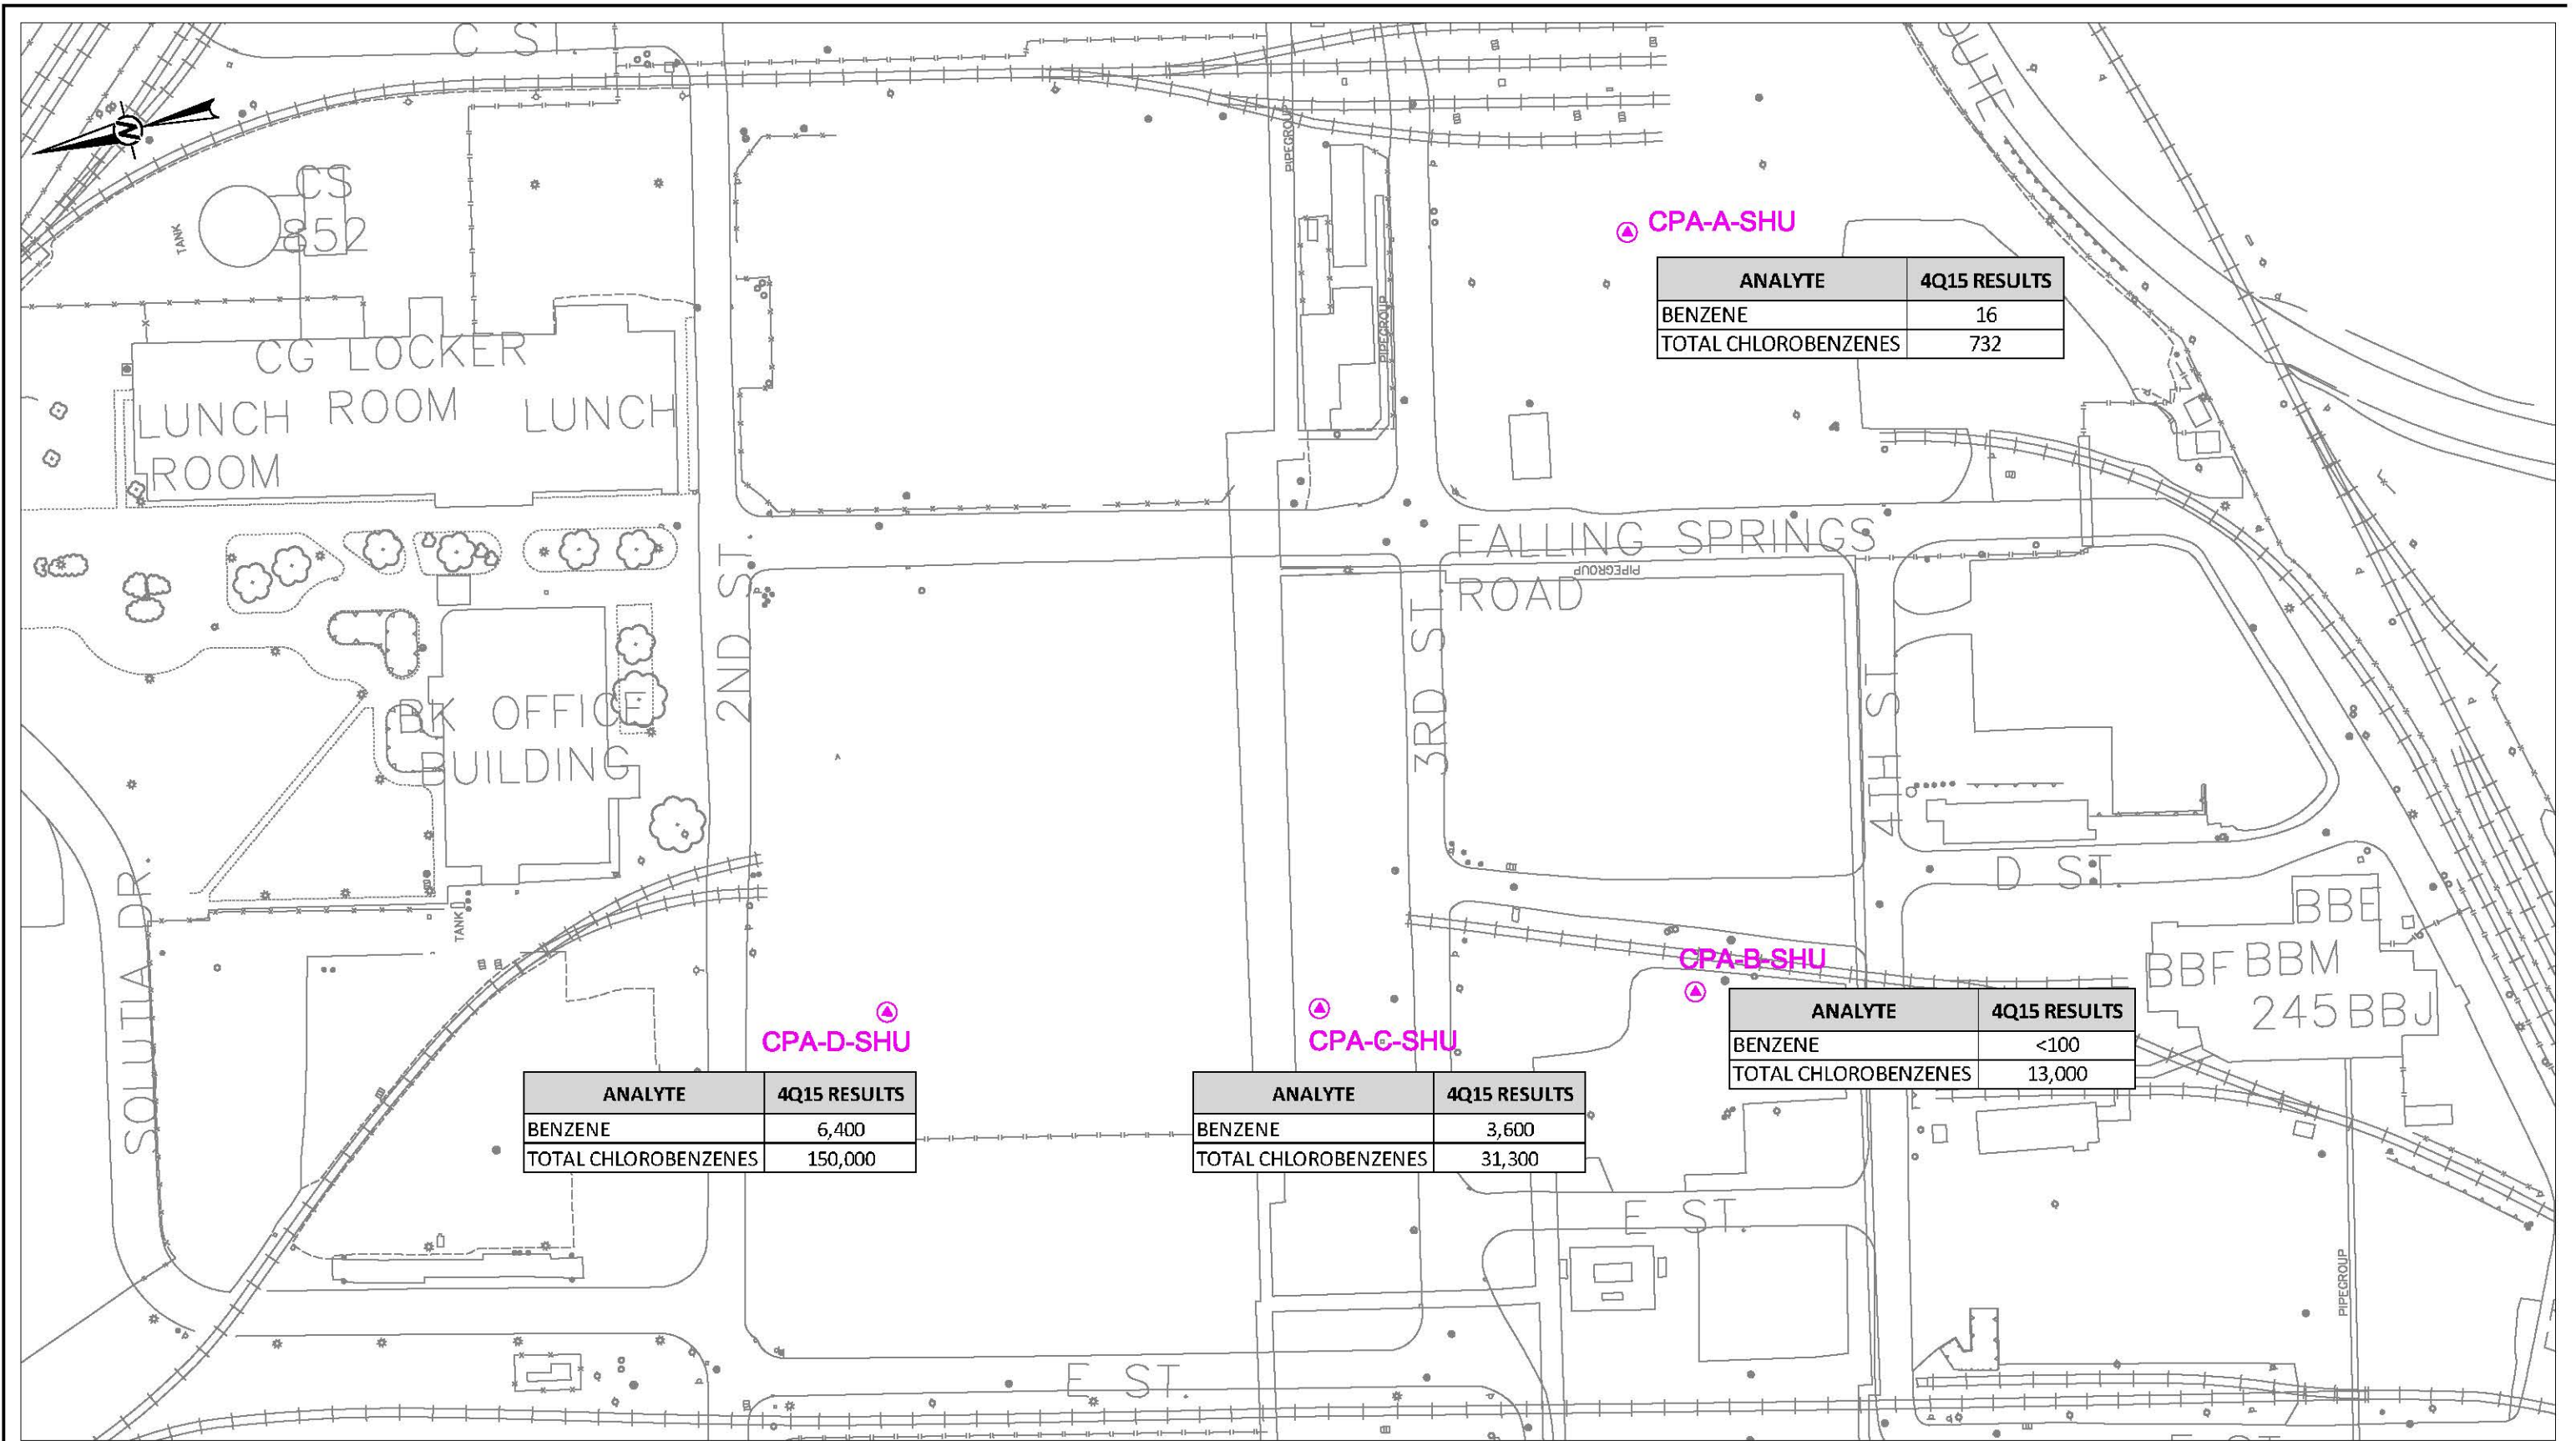 C ST.
OUTE
N
PIPEGROUP
CS
852
TANK
CPA-A-SHU
ANALYTE 4Q15 RESULTS
BENZENE 16
TOTAL CHLOROBENZENES 732
PIPEGROUP
CG LOCKER
ROOM
LUNCH
ROOM
LUNCH
FALLING SPRINGS
ROAD
PIPEGROUP
2ND ST.
3RD ST.
4TH ST.
BK OFFICE
BUILDING
SOLUTIA DR.
TANK
D ST.
BBE
BBF BBM
245BBJ
CPA-B-SHU
ANALYTE 4Q15 RESULTS
BENZENE <100
TOTAL CHLOROBENZENES 13,000
CPA-D-SHU
ANALYTE 4Q15 RESULTS
BENZENE 6,400
TOTAL CHLOROBENZENES 150,000
CPA-C-SHU
ANALYTE 4Q15 RESULTS
BENZENE 3,600
TOTAL CHLOROBENZENES 31,300
E ST.
PIPEGROUP
E ST.